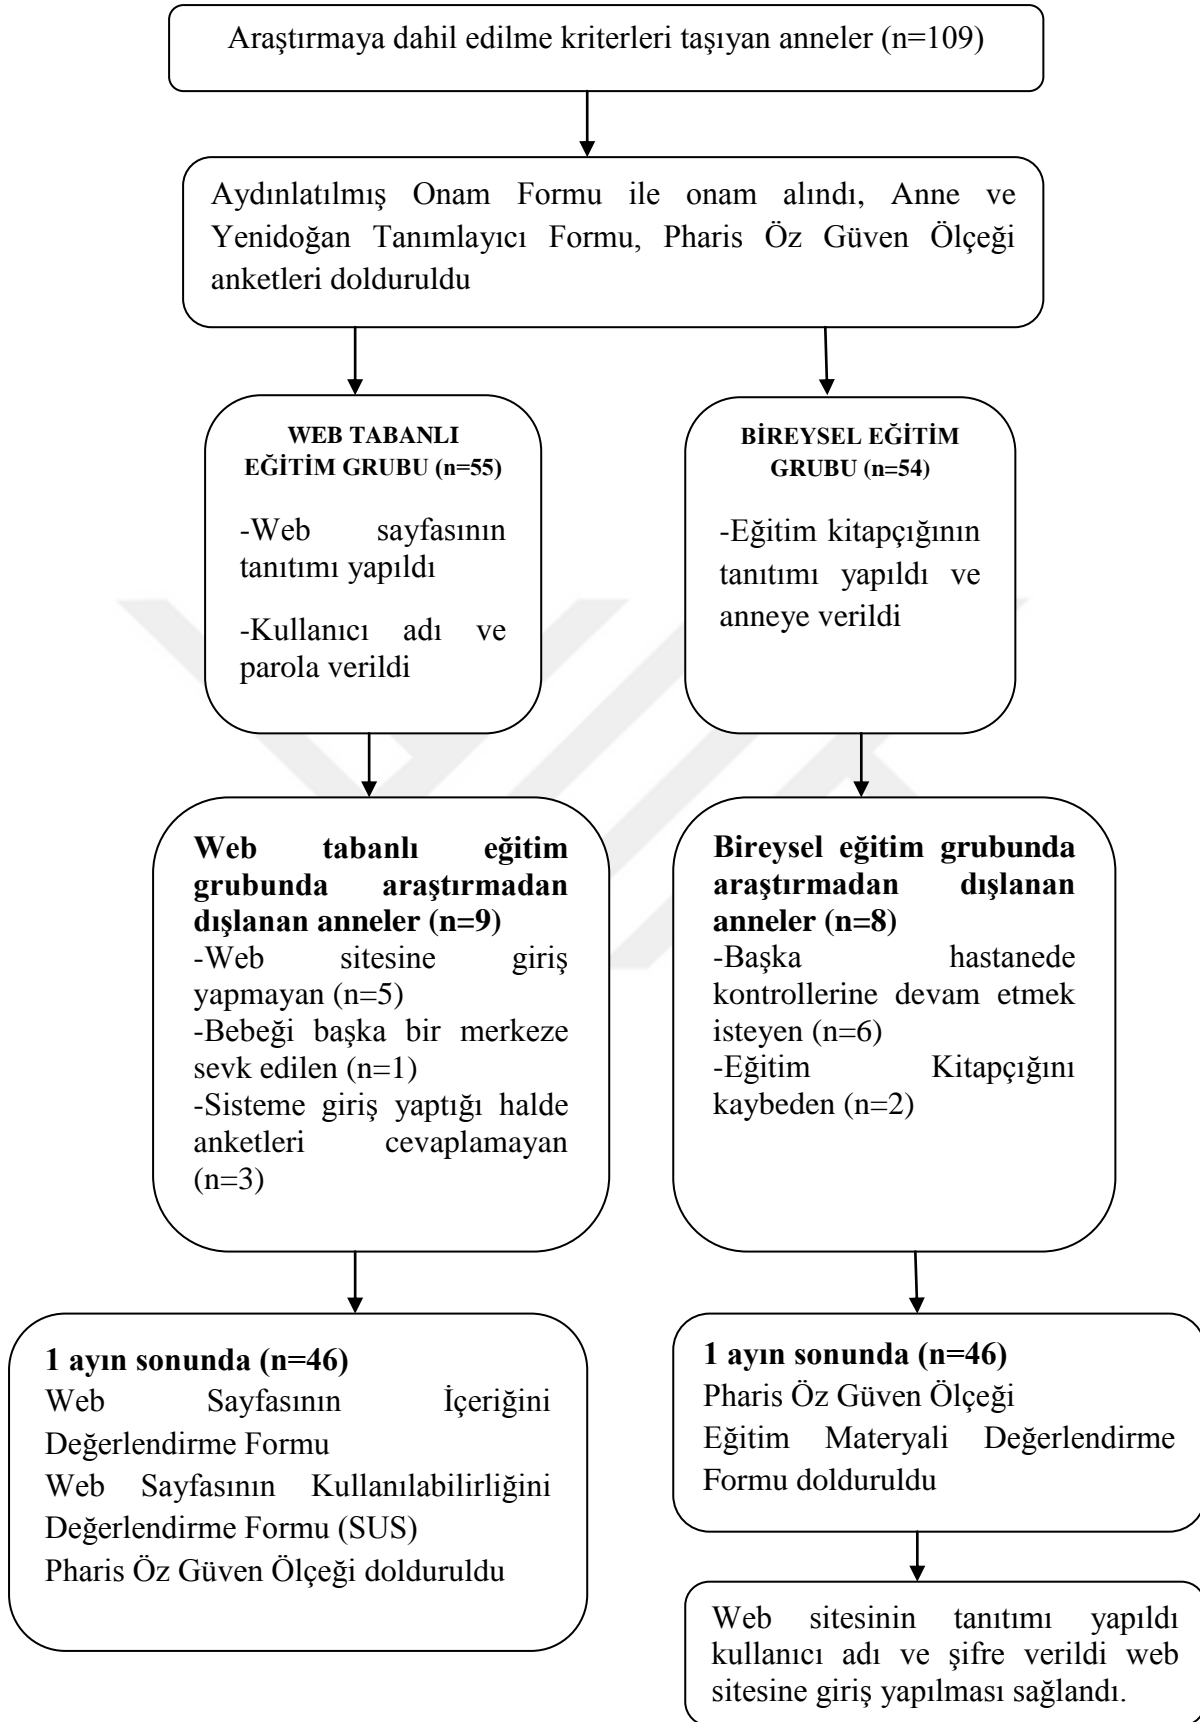 Araştırmaya dahil edilme kriterleri taşıyan anneler (n=109)
Aydınlatılmış Onam Formu ile onam alındı, Anne ve
Yenidoğan Tanımlayıcı Formu, Pharis Öz Güven Ölçeği
anketleri dolduruldu
WEB TABANLI
EĞİTİM GRUBU (n=55)
-Web sayfasının
tanıtımı yapıldı
-Kullanıcı adı ve
parola verildi
BİREYSEL EĞİTİM
GRUBU (n=54)
-Eğitim kitapçığının
tanıtımı yapıldı ve
anneye verildi
Web tabanlı eğitim
grubunda araştırmadan
dışlanan anneler (n=9)
-Web sitesine giriş
yapmayan (n=5)
-Bebeği başka bir merkeze
sevk edilen (n=1)
-Sisteme giriş yaptığı halde
anketleri cevaplamayan
(n=3)
Bireysel eğitim grubunda
araştırmadan dışlanan
anneler (n=8)
-Başka hastanede
kontrollerine devam etmek
isteyen (n=6)
-Eğitim Kitapçığını
kaybeden (n=2)
1 ayın sonunda (n=46)
Web Sayfasının İçeriğini
Değerlendirme Formu
Web Sayfasının Kullanılabilirliğini
Değerlendirme Formu (SUS)
Pharis Öz Güven Ölçeği dolduruldu
1 ayın sonunda (n=46)
Pharis Öz Güven Ölçeği
Eğitim Materyali Değerlendirme
Formu dolduruldu
Web sitesinin tanıtımı yapıldı
kullanıcı adı ve şifre verildi web
sitesine giriş yapılması sağlandı.